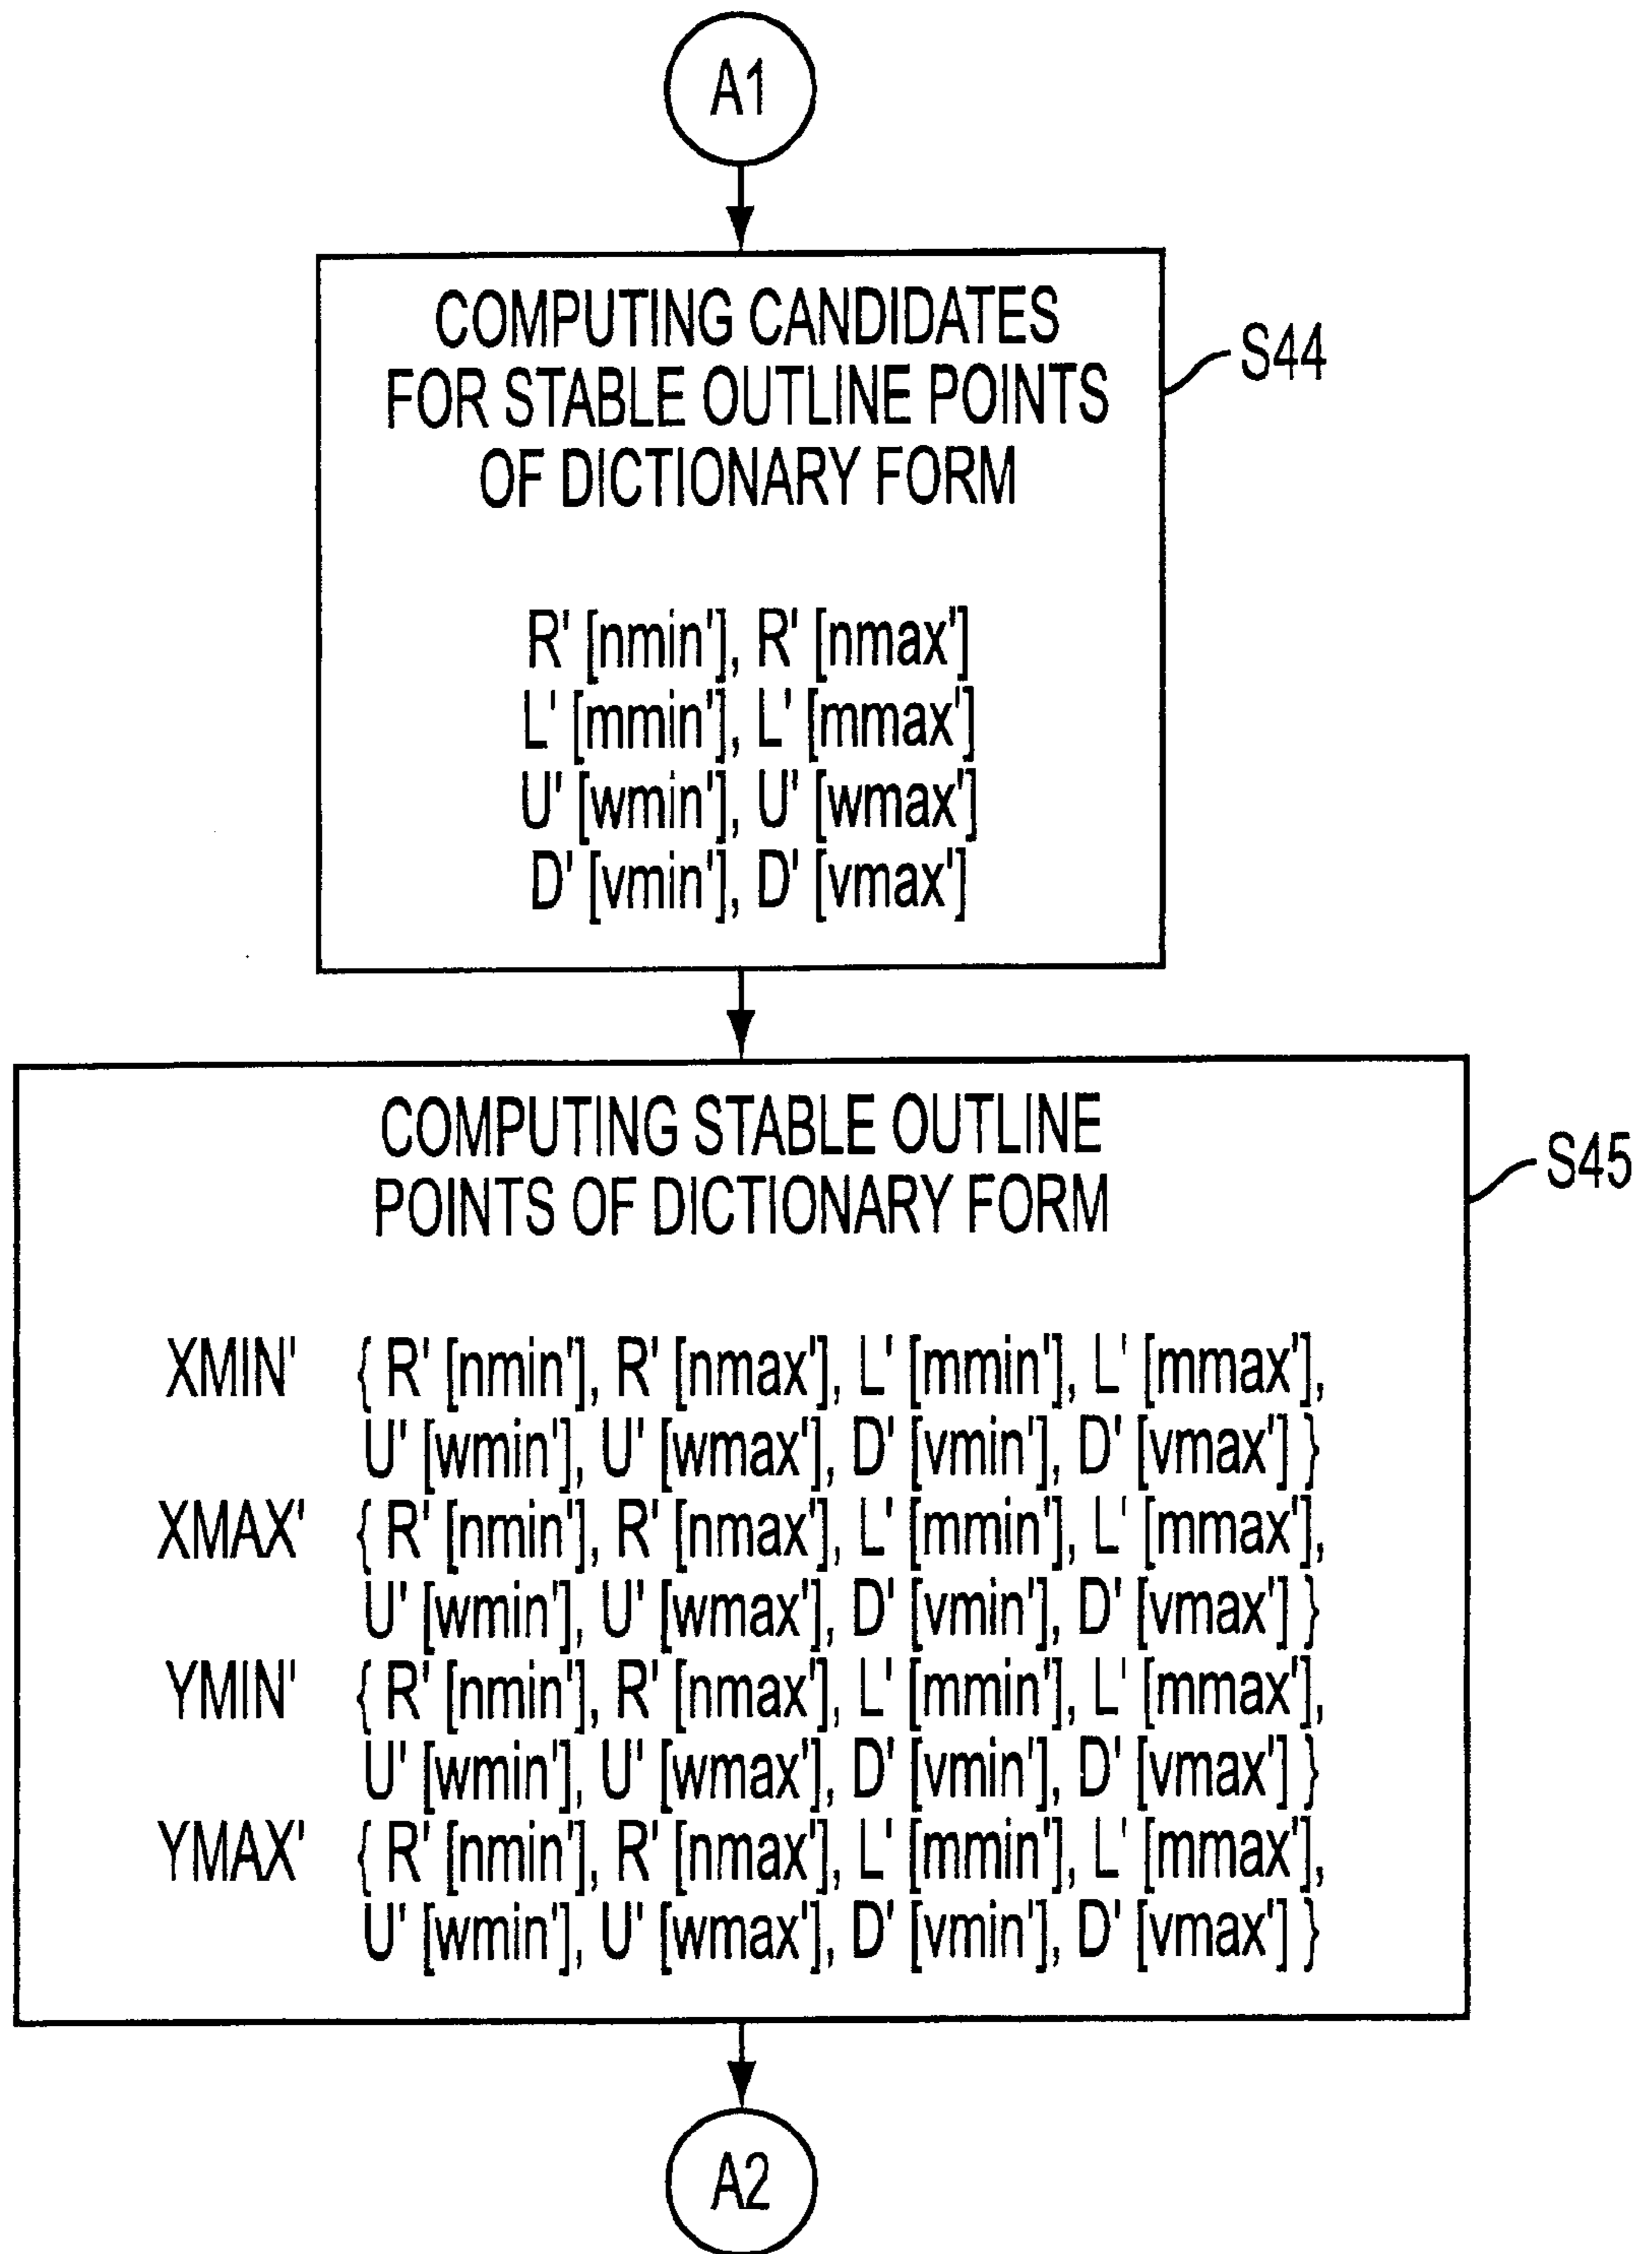 A1
COMPUTING CANDIDATES
FOR STABLE OUTLINE POINTS
OF DICTIONARY FORM
S44
R' [nmin'], R' [nmax']
L' [mmin'], L' [mmax']
U' [wmin'], U' [wmax']
D' [vmin'], D' [vmax']
COMPUTING STABLE OUTLINE
POINTS OF DICTIONARY FORM
S45
XMIN' { R' [nmin'], R' [nmax'], L' [mmin'], L' [mmax'],
U' [wmin'], U' [wmax'], D' [vmin'], D' [vmax'] }
XMAX' { R' [nmin'], R' [nmax'], L' [mmin'], L' [mmax'],
U' [wmin'], U' [wmax'], D' [vmin'], D' [vmax'] }
YMIN' { R' [nmin'], R' [nmax'], L' [mmin'], L' [mmax'],
U' [wmin'], U' [wmax'], D' [vmin'], D' [vmax'] }
YMAX' { R' [nmin'], R' [nmax'], L' [mmin'], L' [mmax'],
U' [wmin'], U' [wmax'], D' [vmin'], D' [vmax'] }
A2